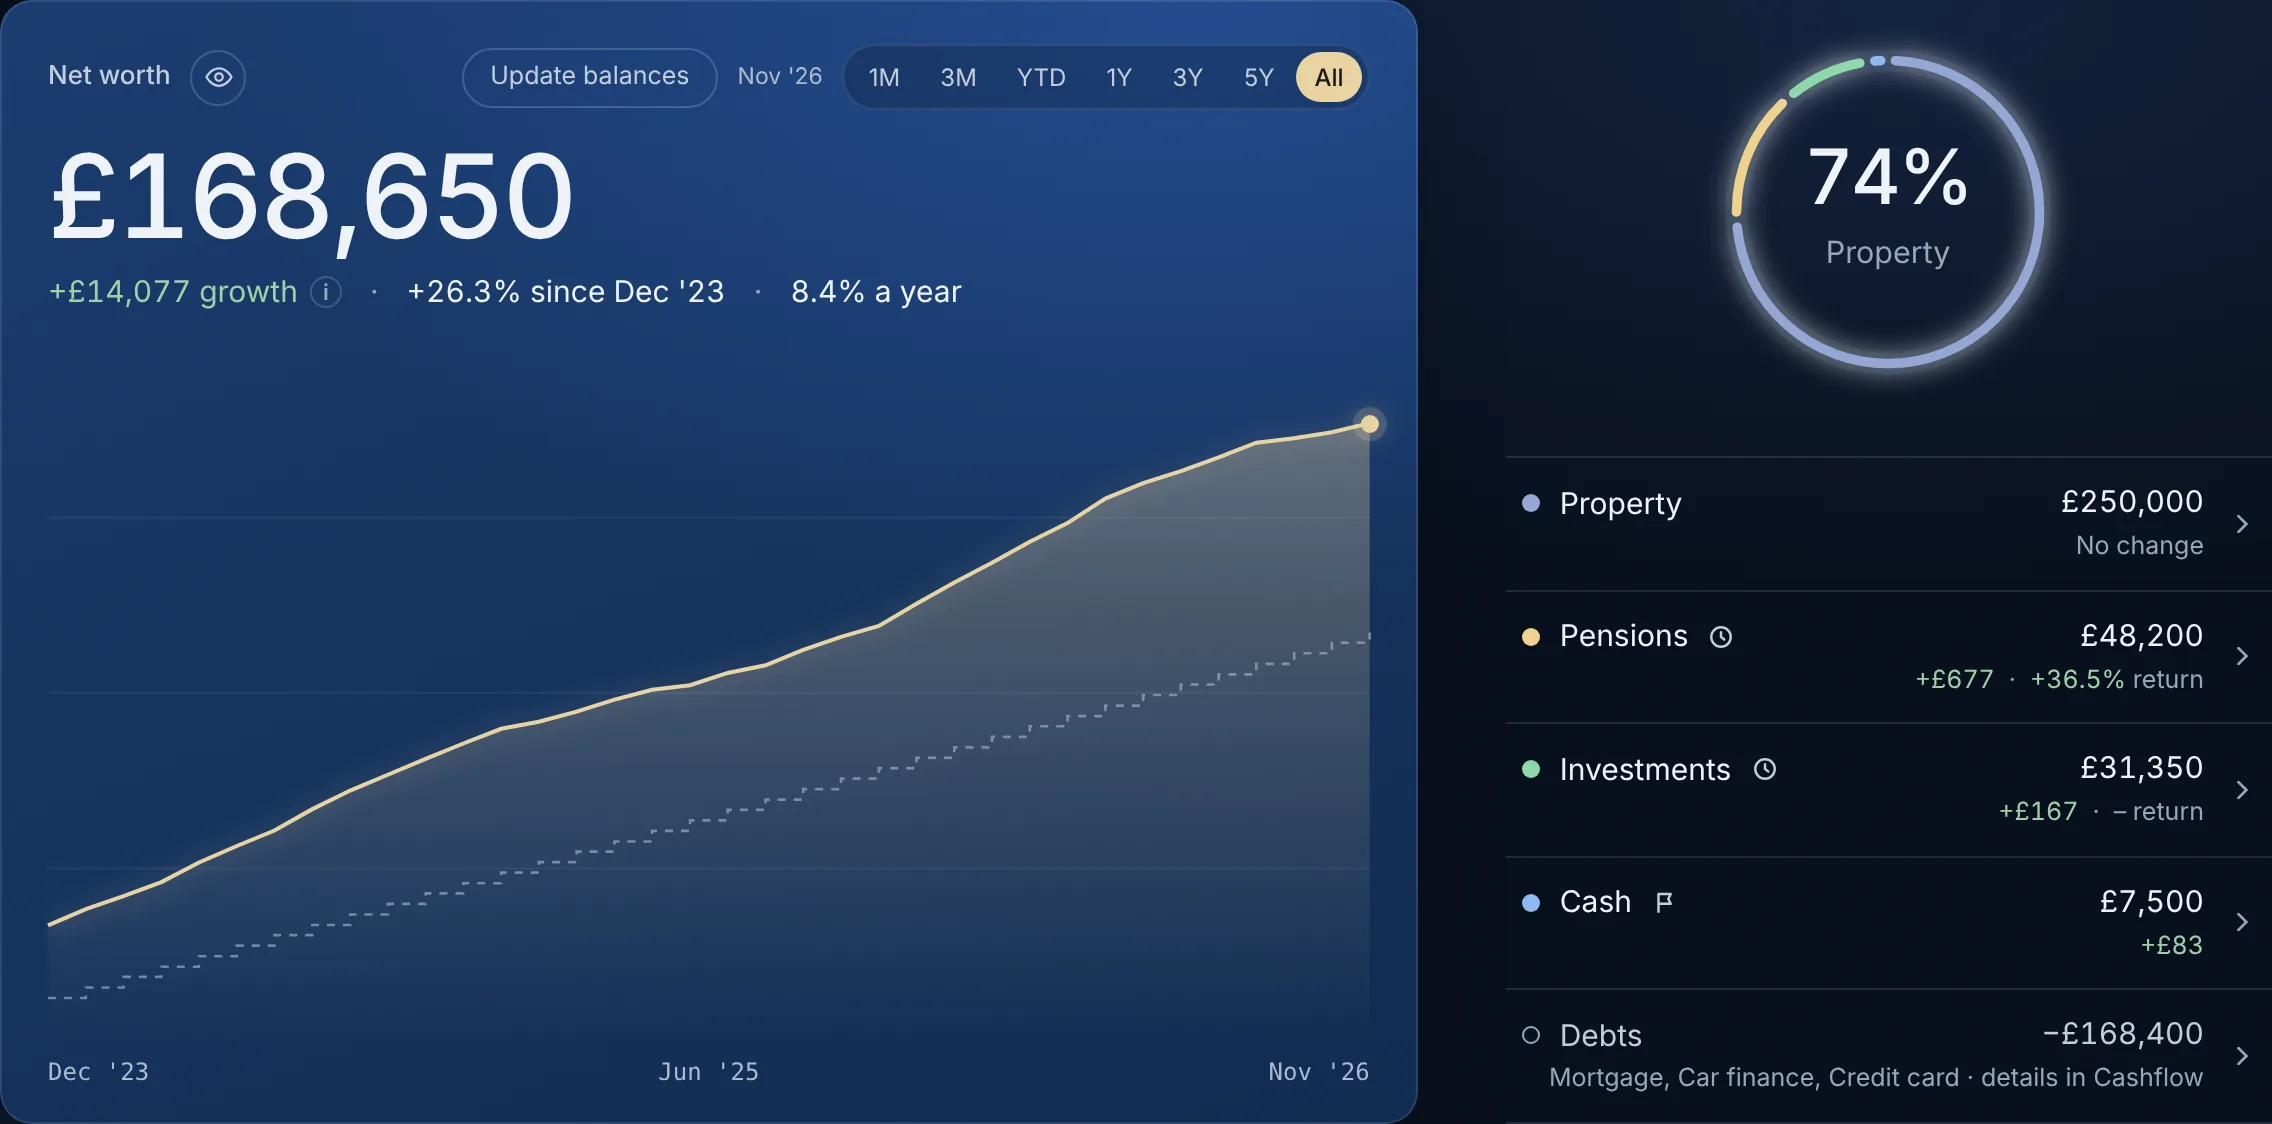 Net worth
Update balances
Nov '26
1M 3M YTD 1Y 3Y 5Y All
£168,650
+£14,077 growth i · +26.3% since Dec '23 · 8.4% a year
Dec '23 Jun '25 Nov '26
74%
Property
Property £250,000
No change
Pensions £48,200
+£677 · +36.5% return
Investments £31,350
+£167 · – return
Cash £7,500
+£83
Debts −£168,400
Mortgage, Car finance, Credit card · details in Cashflow